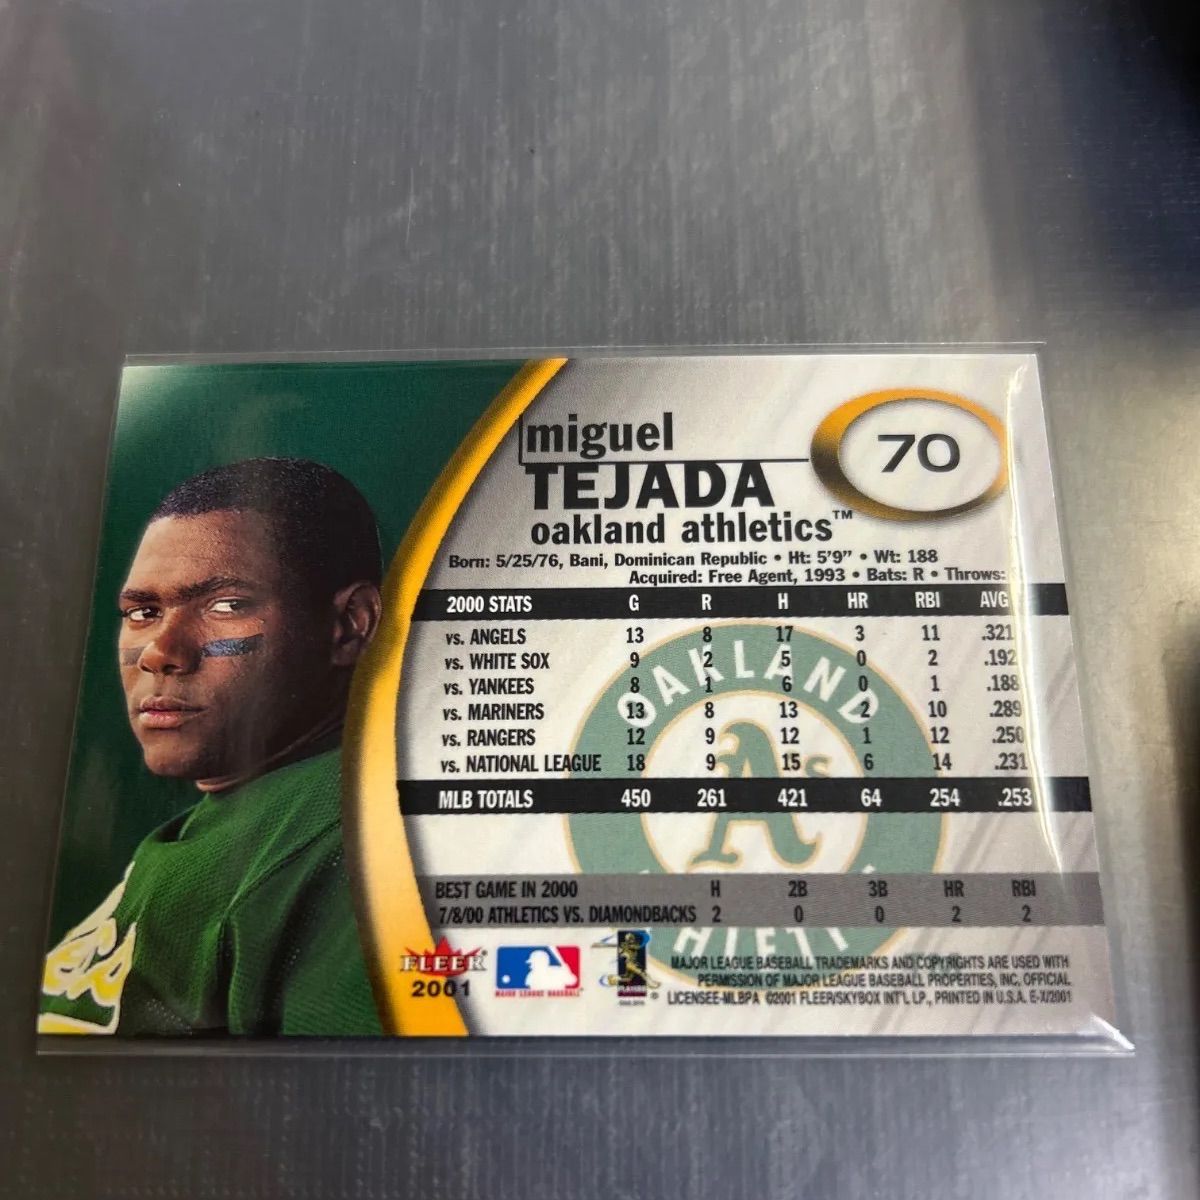 miguel
TEJADA
oakland athletics™
70
Born: 5/25/76, Bani, Dominican Republic • Ht: 5'9" • Wt: 188
Acquired: Free Agent, 1993 • Bats: R • Throws:
2000 STATS G R H HR RBI AVG
vs. ANGELS 13 8 17 3 11 .321
vs. WHITE SOX 9 2 5 0 2 .192
vs. YANKEES 8 1 6 0 1 .188
vs. MARINERS 13 8 13 2 10 .289
vs. RANGERS 12 9 12 1 12 .250
vs. NATIONAL LEAGUE 18 9 15 6 14 .231
MLB TOTALS 450 261 421 64 254 .253
OAKLAND
A's
BEST GAME IN 2000 H 2B 3B HR RBI
7/8/00 ATHLETICS VS. DIAMONDBACKS 2 0 0 2 2
FLEER
2001
MAJOR LEAGUE BASEBALL
PLAYERS
MAJOR LEAGUE BASEBALL TRADEMARKS AND COPYRIGHTS ARE USED WITH
PERMISSION OF MAJOR LEAGUE BASEBALL PROPERTIES, INC. OFFICIAL
LICENSEE-MLBPA ©2001 FLEER/SKYBOX INT'L LP., PRINTED IN U.S.A. E-X/2001